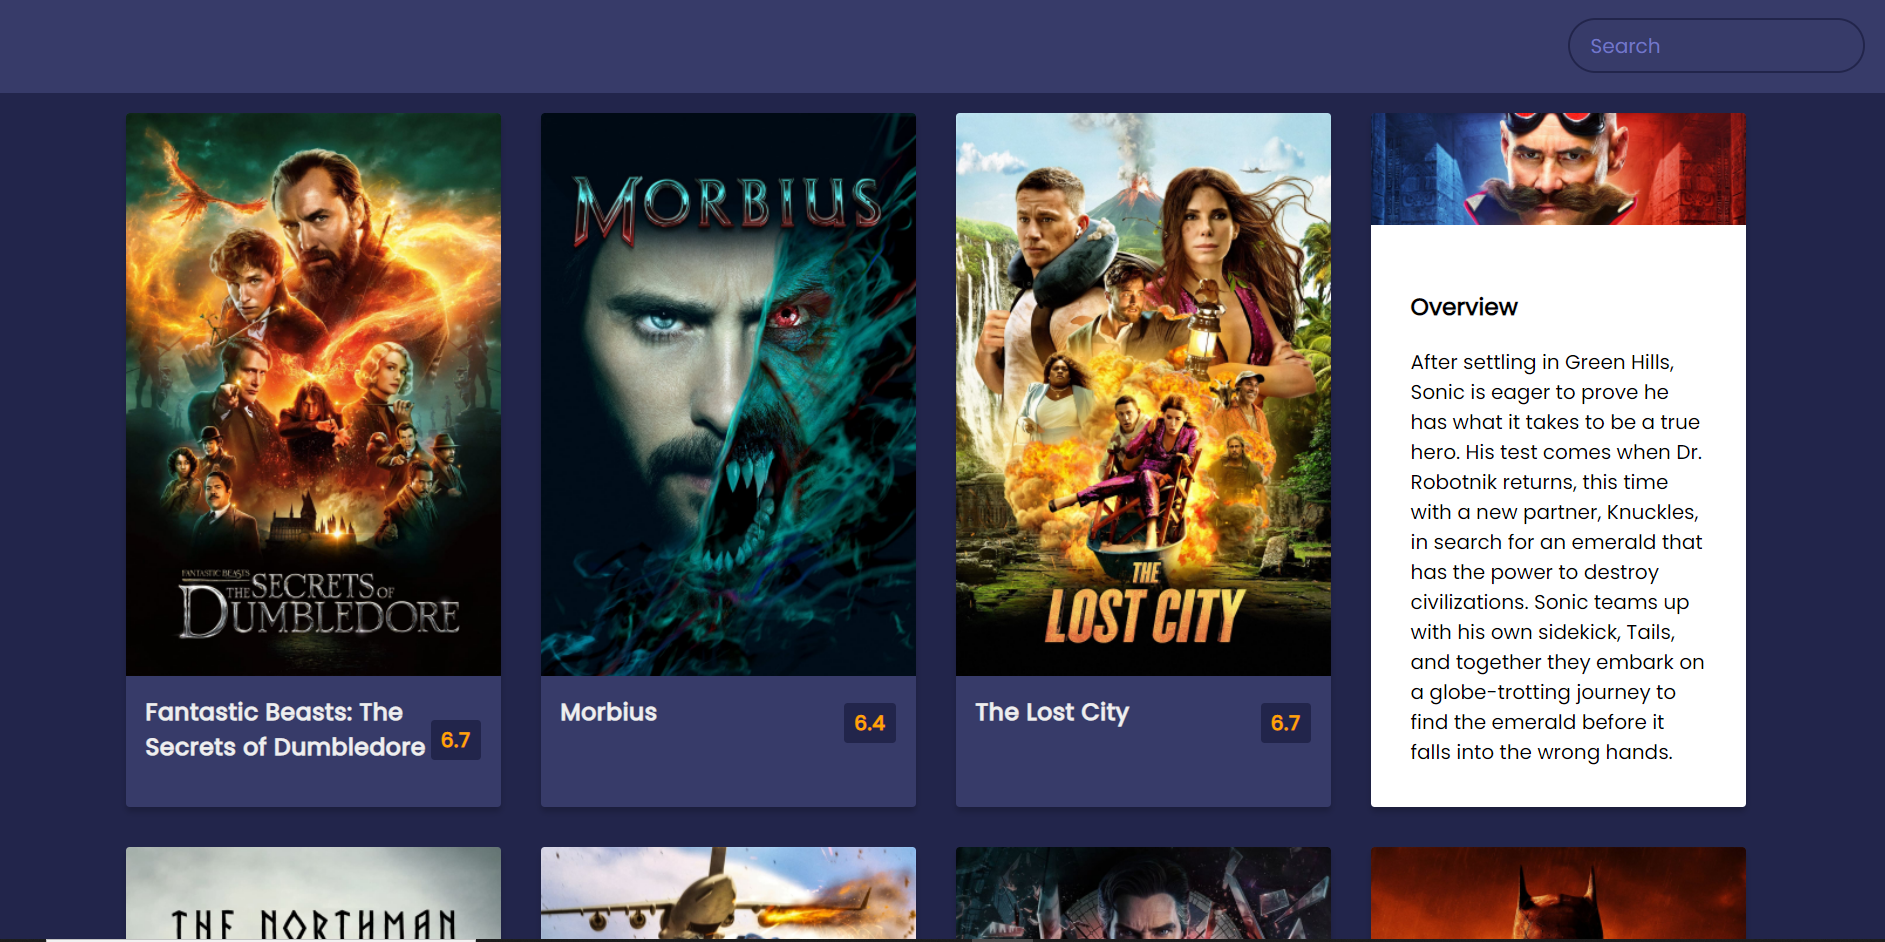 Search
MORBIUS
FANTASTIC BEASTS
THE SECRETS OF
DUMBLEDORE
THE
LOST CITY
Fantastic Beasts: The
Secrets of Dumbledore
6.7
Morbius
6.4
The Lost City
6.7
Overview
After settling in Green Hills,
Sonic is eager to prove he
has what it takes to be a true
hero. His test comes when Dr.
Robotnik returns, this time
with a new partner, Knuckles,
in search for an emerald that
has the power to destroy
civilizations. Sonic teams up
with his own sidekick, Tails,
and together they embark on
a globe-trotting journey to
find the emerald before it
falls into the wrong hands.
THE NORTHMAN